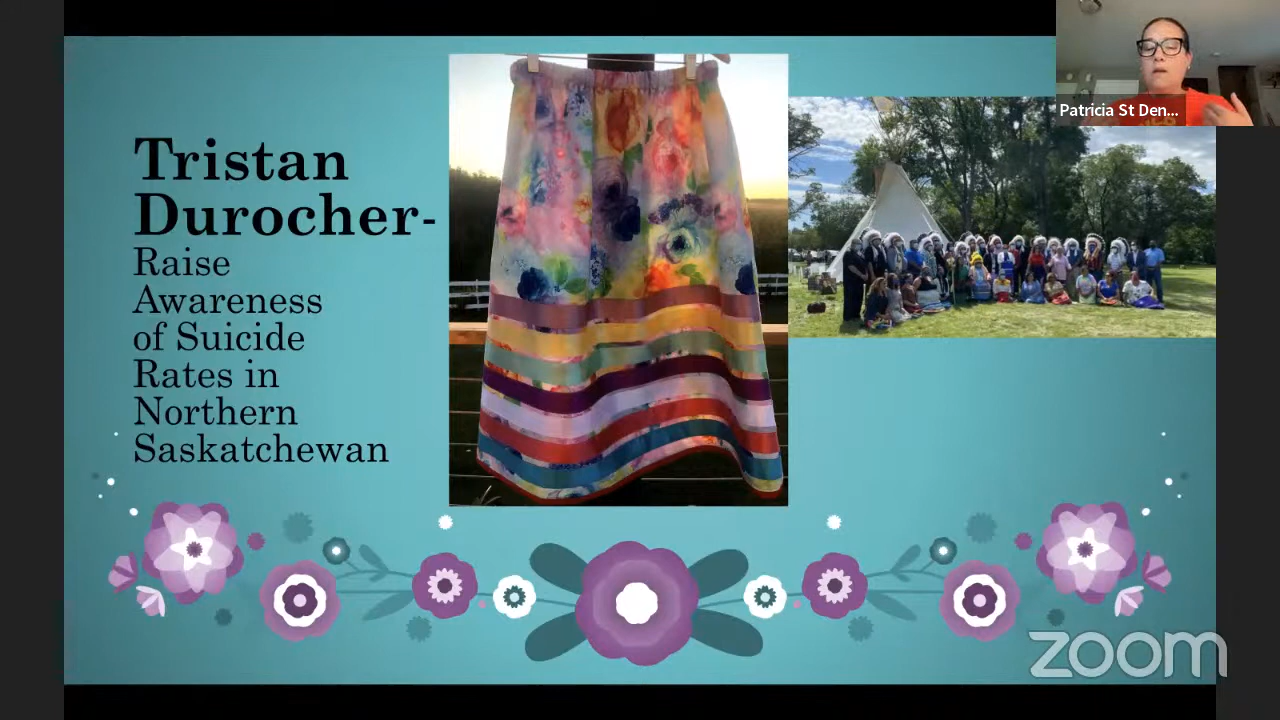 Tristan
Durocher-
Raise
Awareness
of Suicide
Rates in
Northern
Saskatchewan
Patricia St Den...
zoom